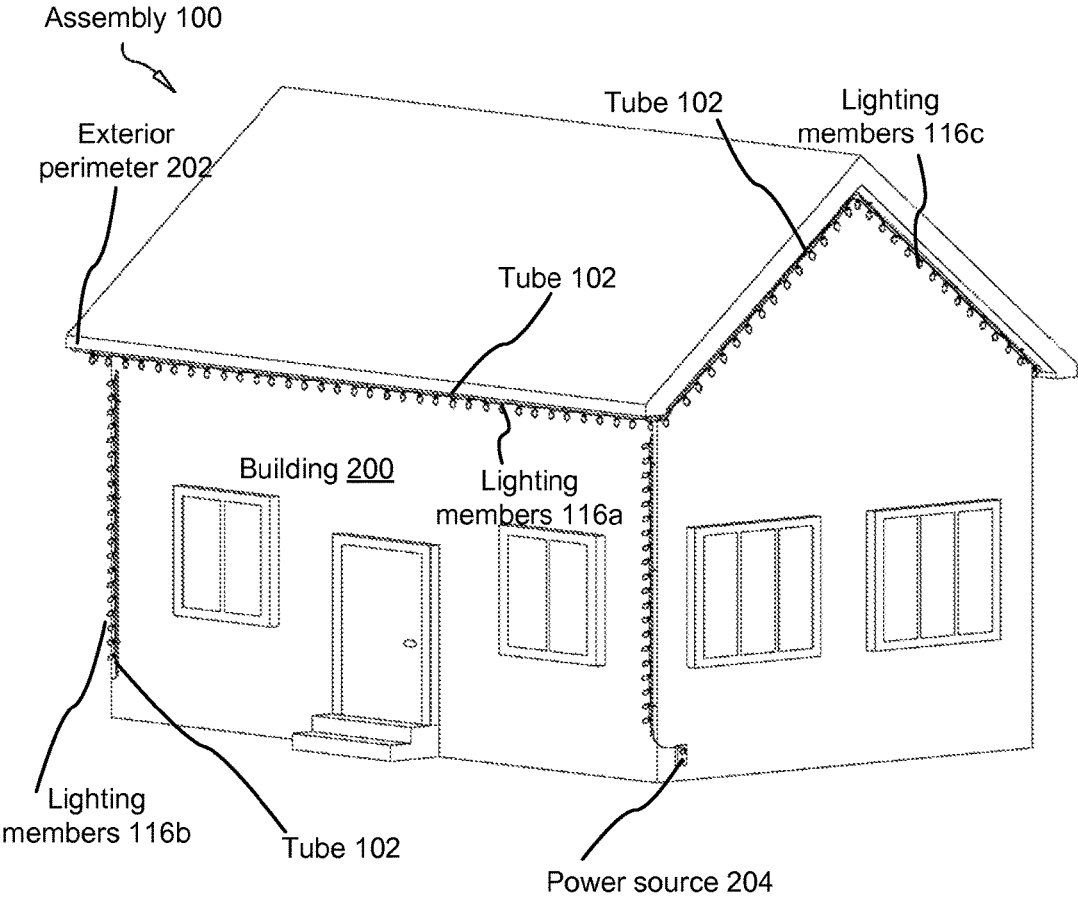 Assembly 100
Tube 102
Lighting
members 116c
Exterior
perimeter 202
Tube 102
Building 200
Lighting
members 116a
Lighting
members 116b
Tube 102
Power source 204